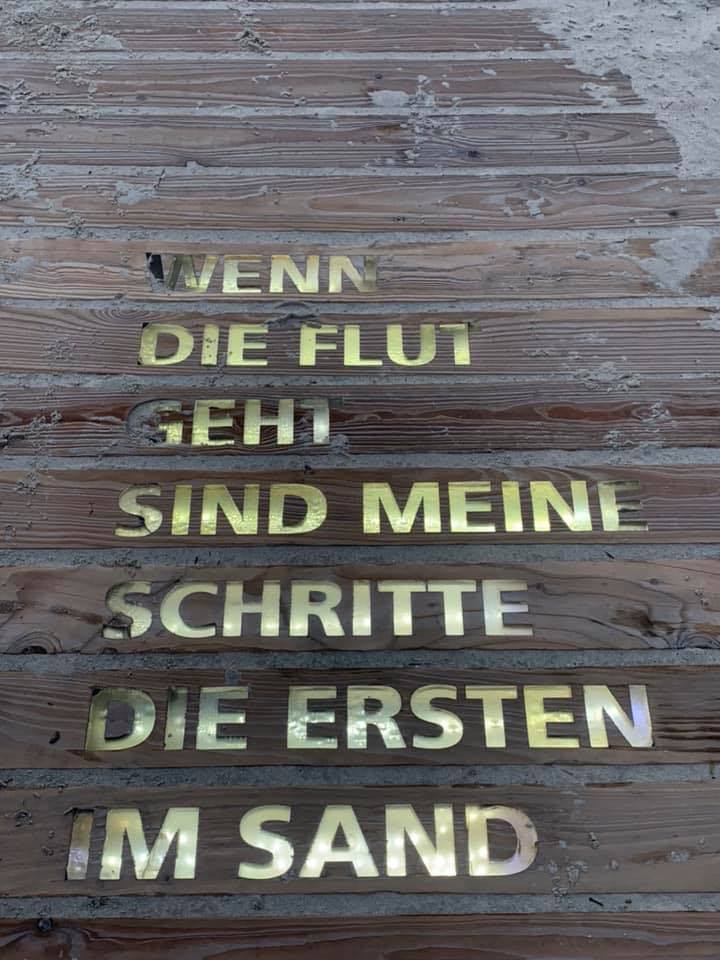 WENN
DIE FLUT
GEHT
SIND MEINE
SCHRITTE
DIE ERSTEN
IM SAND